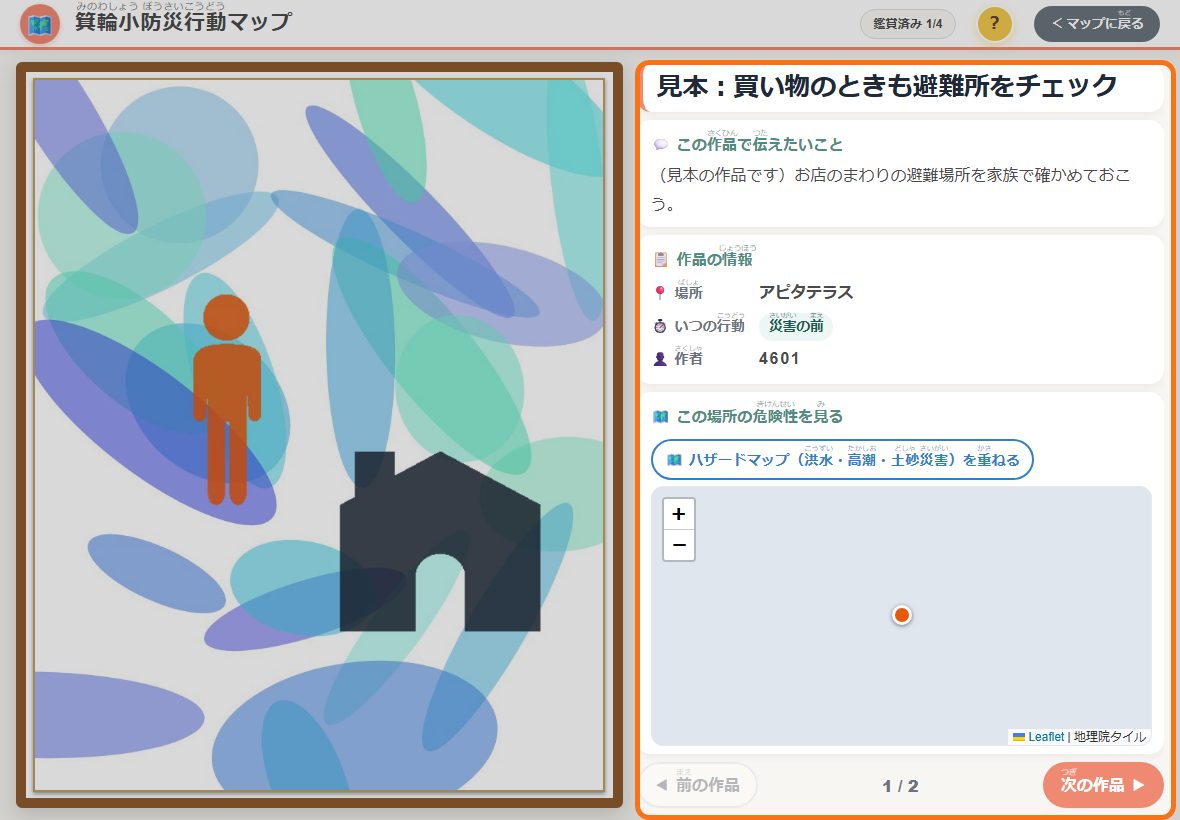 みのわしょう ぼうさいこうどう
箕輪小防災行動マップ
鑑賞済み 1/4
?
もど
< マップに戻る
見本：買い物のときも避難所をチェック
さくひん つた
この作品で伝えたいこと
（見本の作品です）お店のまわりの避難場所を家族で確かめておこ
う。
じょうほう
作品の情報
ばしょ
場所 アピタテラス
こうどう さいがい まえ
いつの行動 災害の前
さくしゃ
作者 4601
きけんせい み
この場所の危険性を見る
こうずい たかしお どしゃ さいがい かさ
ハザードマップ（洪水・高潮・土砂災害）を重ねる
+
−
Leaflet | 地理院タイル
まえ
◀ 前の作品
1 / 2
つぎ
次の作品 ▶